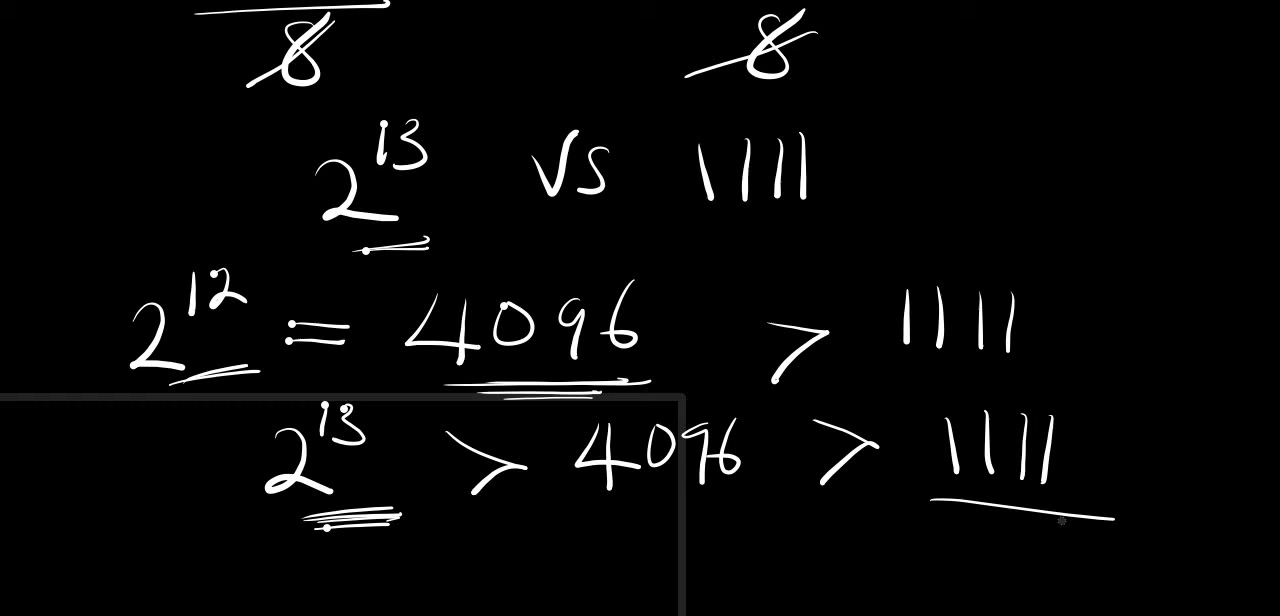 8 8
2^13 vs 1111
2^12 = 4096 > 1111
2^13 > 4096 > 1111